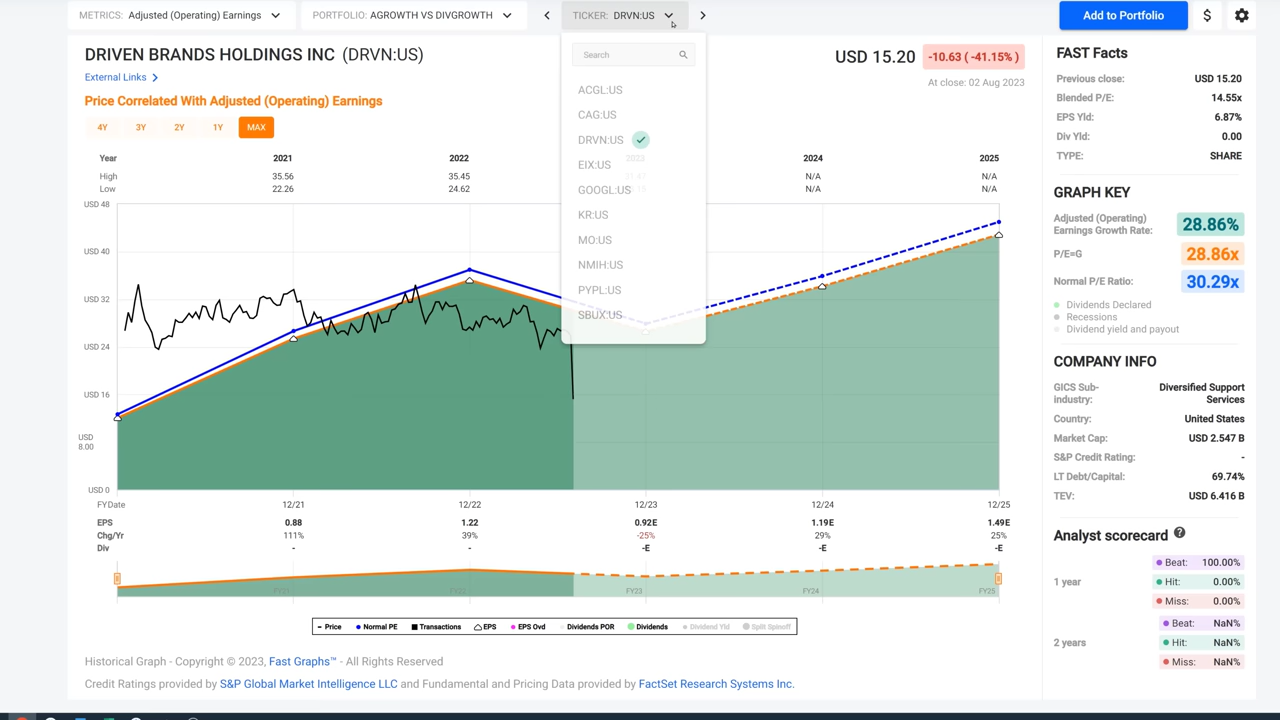 METRICS: Adjusted (Operating) Earnings PORTFOLIO: AGROWTH VS DIVGROWTH TICKER: DRVN:US Add to Portfolio $
DRIVEN BRANDS HOLDINGS INC (DRVN:US) USD 15.20 -10.63 ( -41.15% )
External Links
At close: 02 Aug 2023
Price Correlated With Adjusted (Operating) Earnings
4Y 3Y 2Y 1Y MAX
Search
ACGL:US
CAG:US
DRVN:US
EIX:US
GOOGL:US
KR:US
MO:US
NMIH:US
PYPL:US
SBUX:US
Year 2021 2022 2023 2024 2025
High 35.56 35.45 N/A N/A
Low 22.26 24.62 N/A N/A
USD 48
USD 40
USD 32
USD 24
USD 16
USD
8.00
USD 0
FYDate 12/21 12/22 12/23 12/24 12/25
EPS 0.88 1.22 0.92E 1.19E 1.49E
Chg/Yr 111% 39% -25% 29% 25%
Div - - -E -E -E
FY21 FY22 FY23 FY24 FY25
Price Normal PE Transactions EPS EPS Ovd Dividends POR Dividends Dividend Yld Split Spinoff
Historical Graph - Copyright © 2023, Fast Graphs™ - All Rights Reserved
Credit Ratings provided by S&P Global Market Intelligence LLC and Fundamental and Pricing Data provided by FactSet Research Systems Inc.
FAST Facts
Previous close: USD 15.20
Blended P/E: 14.55x
EPS Yld: 6.87%
Div Yld: 0.00
TYPE: SHARE
GRAPH KEY
Adjusted (Operating)
Earnings Growth Rate: 28.86%
P/E=G 28.86x
Normal P/E Ratio: 30.29x
Dividends Declared
Recessions
Dividend yield and payout
COMPANY INFO
GICS Sub- Diversified Support
industry: Services
Country: United States
Market Cap: USD 2.547 B
S&P Credit Rating: -
LT Debt/Capital: 69.74%
TEV: USD 6.416 B
Analyst scorecard ?
Beat: 100.00%
1 year Hit: 0.00%
Miss: 0.00%
Beat: NaN%
2 years Hit: NaN%
Miss: NaN%